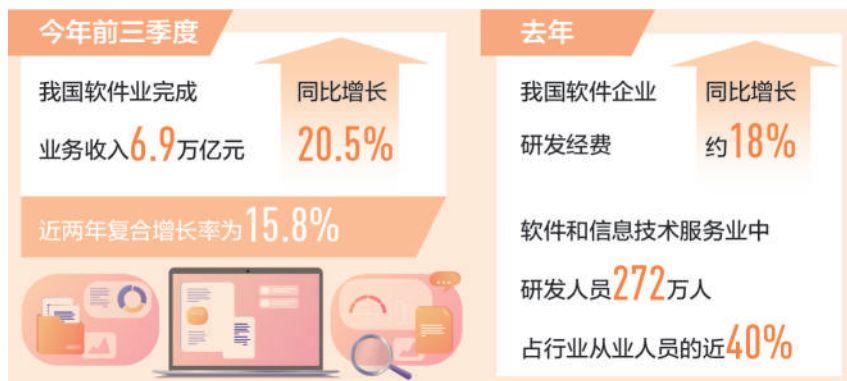 今年前三季度
我国软件业完成
业务收入6.9万亿元
同比增长
20.5%
近两年复合增长率为15.8%
去年
我国软件企业
研发经费
同比增长
约18%
软件和信息技术服务业中
研发人员272万人
占行业从业人员的近40%